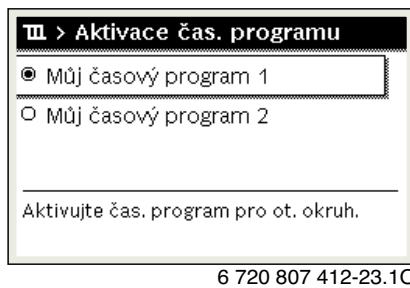 > Aktivace čas. programu
Můj časový program 1
Můj časový program 2
Aktivujte čas. program pro ot. okruh.
6 720 807 412-23.1O